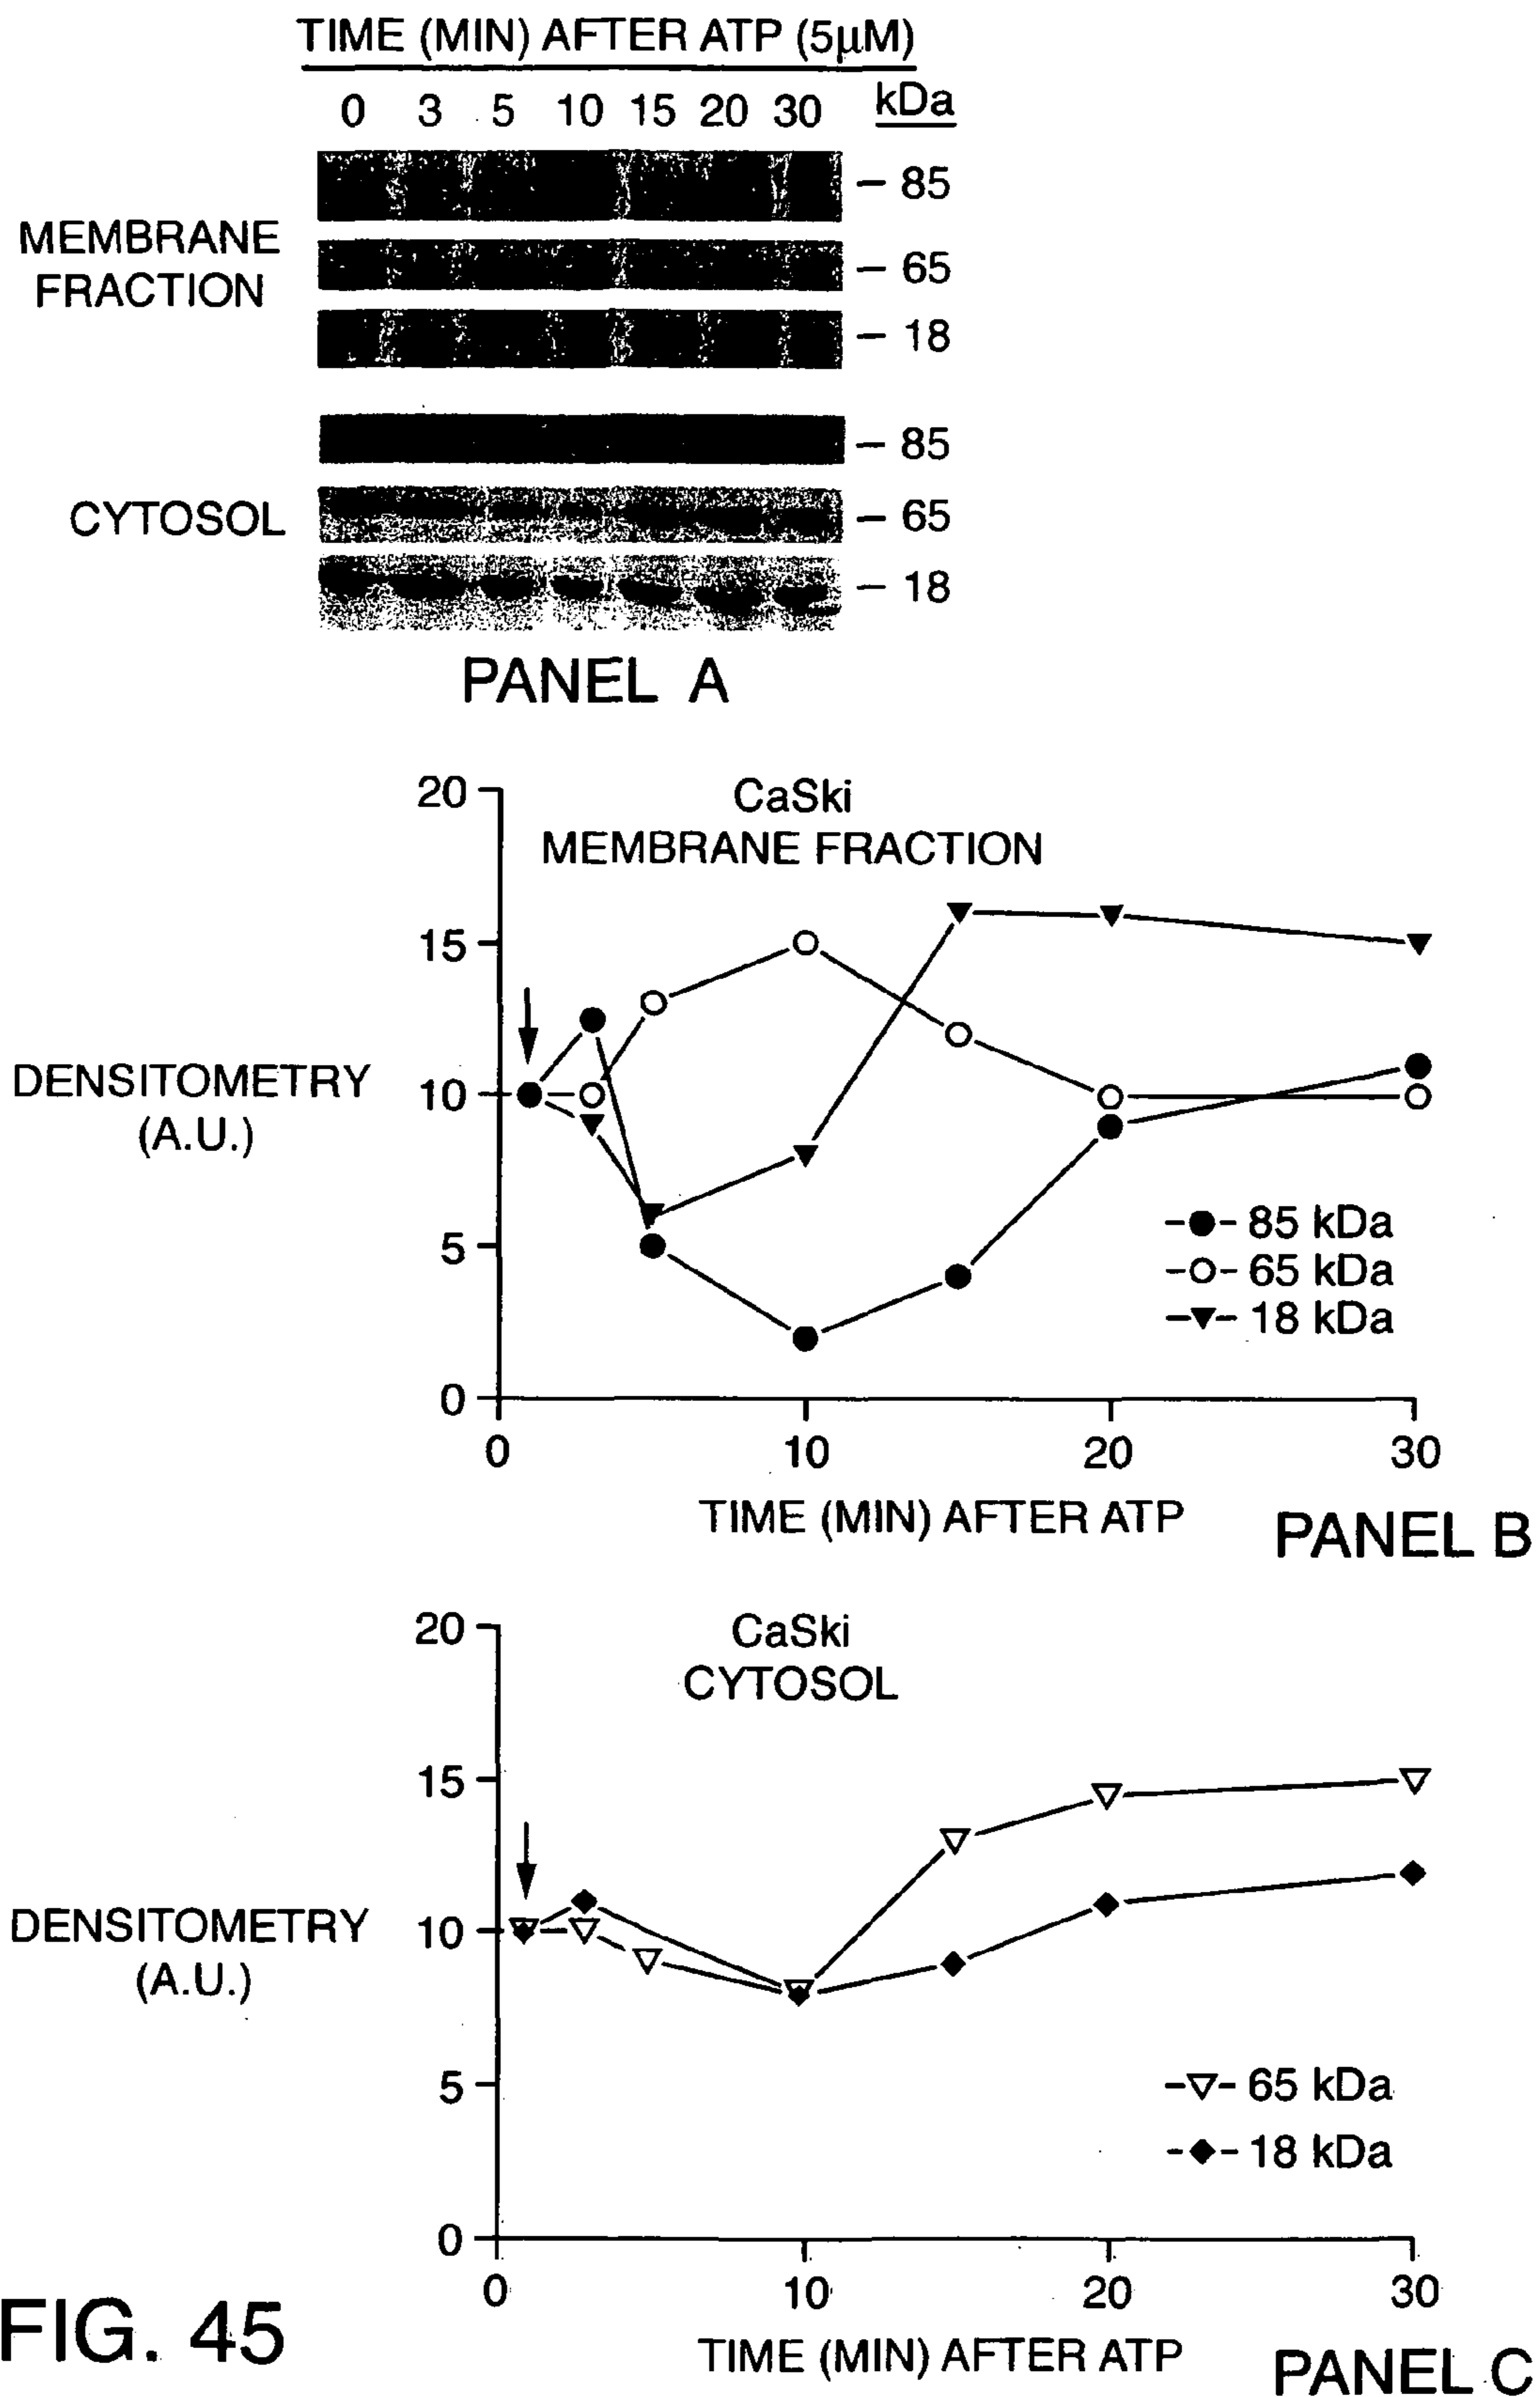 TIME (MIN) AFTER ATP (5µM)
0 3 5 10 15 20 30 kDa
MEMBRANE
FRACTION
– 85
– 65
– 18
CYTOSOL
– 85
– 65
– 18
PANEL A
CaSki
MEMBRANE FRACTION
20
15
10
5
0
DENSITOMETRY
(A.U.)
85 kDa
65 kDa
18 kDa
0 10 20 30
TIME (MIN) AFTER ATP
PANEL B
CaSki
CYTOSOL
20
15
10
5
0
DENSITOMETRY
(A.U.)
65 kDa
18 kDa
0 10 20 30
TIME (MIN) AFTER ATP
PANEL C
FIG. 45